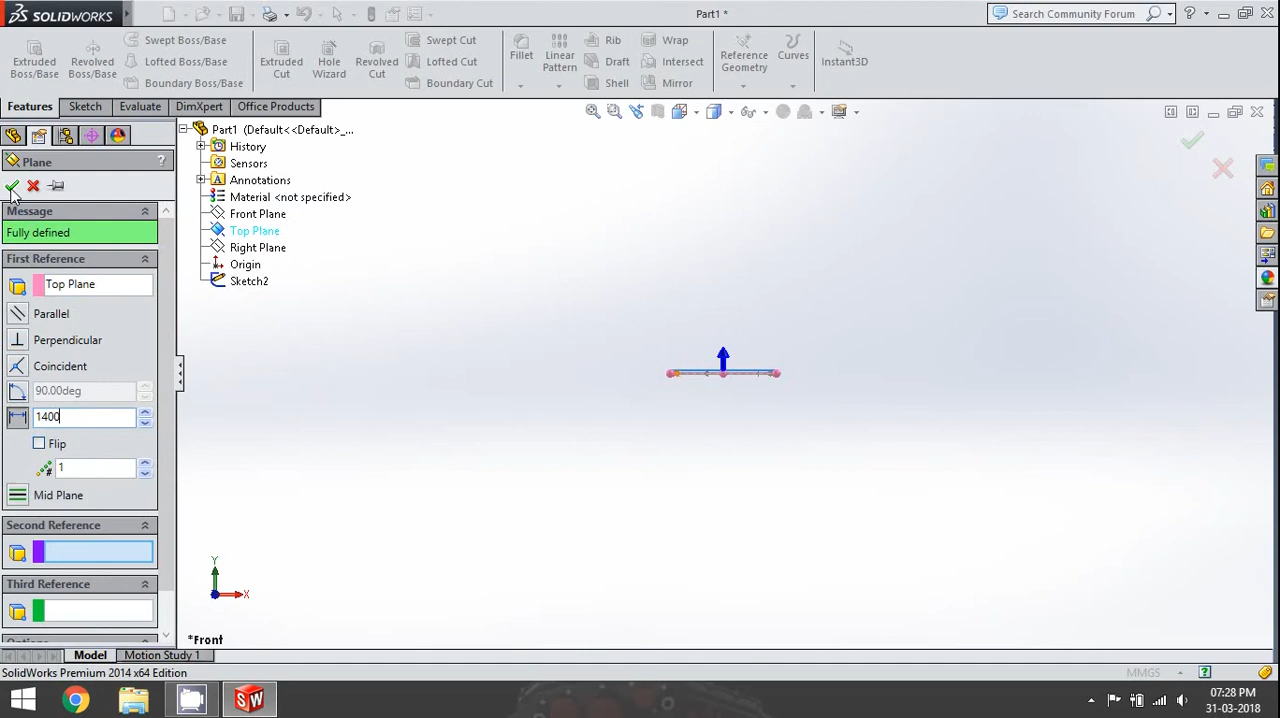 SOLIDWORKS
Part1 *
Search Community Forum
Extruded Boss/Base
Revolved Boss/Base
Swept Boss/Base
Lofted Boss/Base
Boundary Boss/Base
Extruded Cut
Hole Wizard
Revolved Cut
Swept Cut
Lofted Cut
Boundary Cut
Fillet
Linear Pattern
Rib
Draft
Shell
Wrap
Intersect
Mirror
Reference Geometry
Curves
Instant3D
Features
Sketch
Evaluate
DimXpert
Office Products
Plane
?
Message
Fully defined
First Reference
Top Plane
Parallel
Perpendicular
Coincident
90.00deg
1400
Flip
1
Mid Plane
Second Reference
Third Reference
Part1 (Default<<Default>_...
History
Sensors
Annotations
Material <not specified>
Front Plane
Top Plane
Right Plane
Origin
Sketch2
Y
X
*Front
Model
Motion Study 1
SolidWorks Premium 2014 x64 Edition
MMGS
07:28 PM
31-03-2018